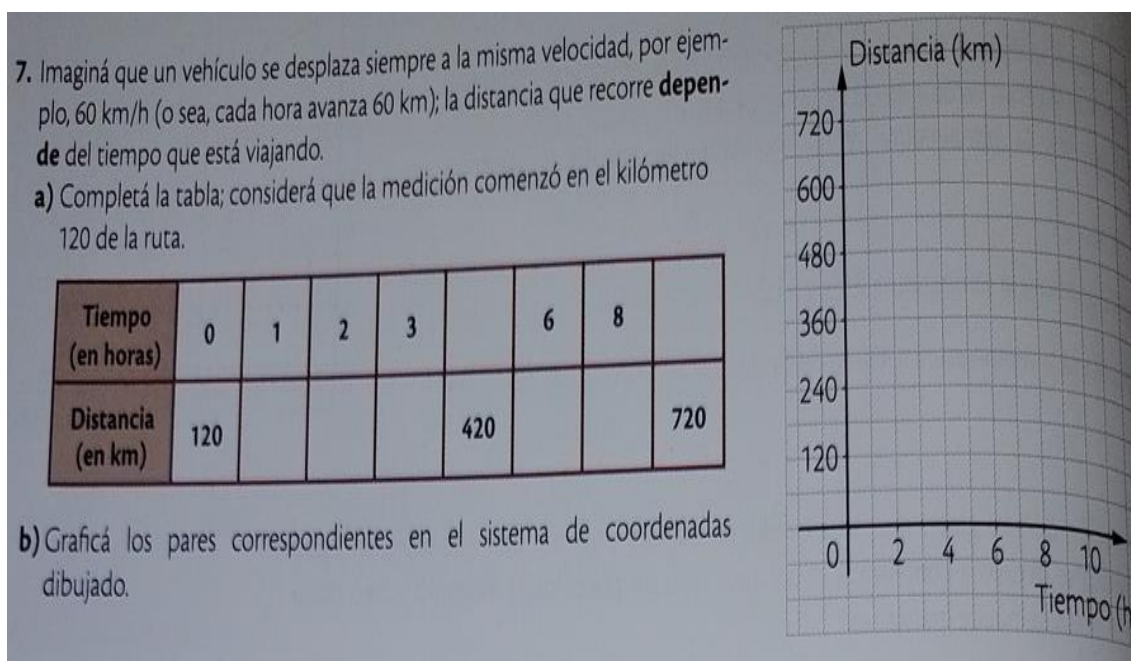 7. Imaginá que un vehículo se desplaza siempre a la misma velocidad, por ejem-
plo, 60 km/h (o sea, cada hora avanza 60 km); la distancia que recorre depen-
de del tiempo que está viajando.
a) Completá la tabla; considerá que la medición comenzó en el kilómetro
120 de la ruta.
Tiempo
(en horas) 0 1 2 3 6 8
Distancia
(en km) 120 420 720
b) Graficá los pares correspondientes en el sistema de coordenadas
dibujado.
Distancia (km)
720
600
480
360
240
120
0 2 4 6 8 10
Tiempo (h